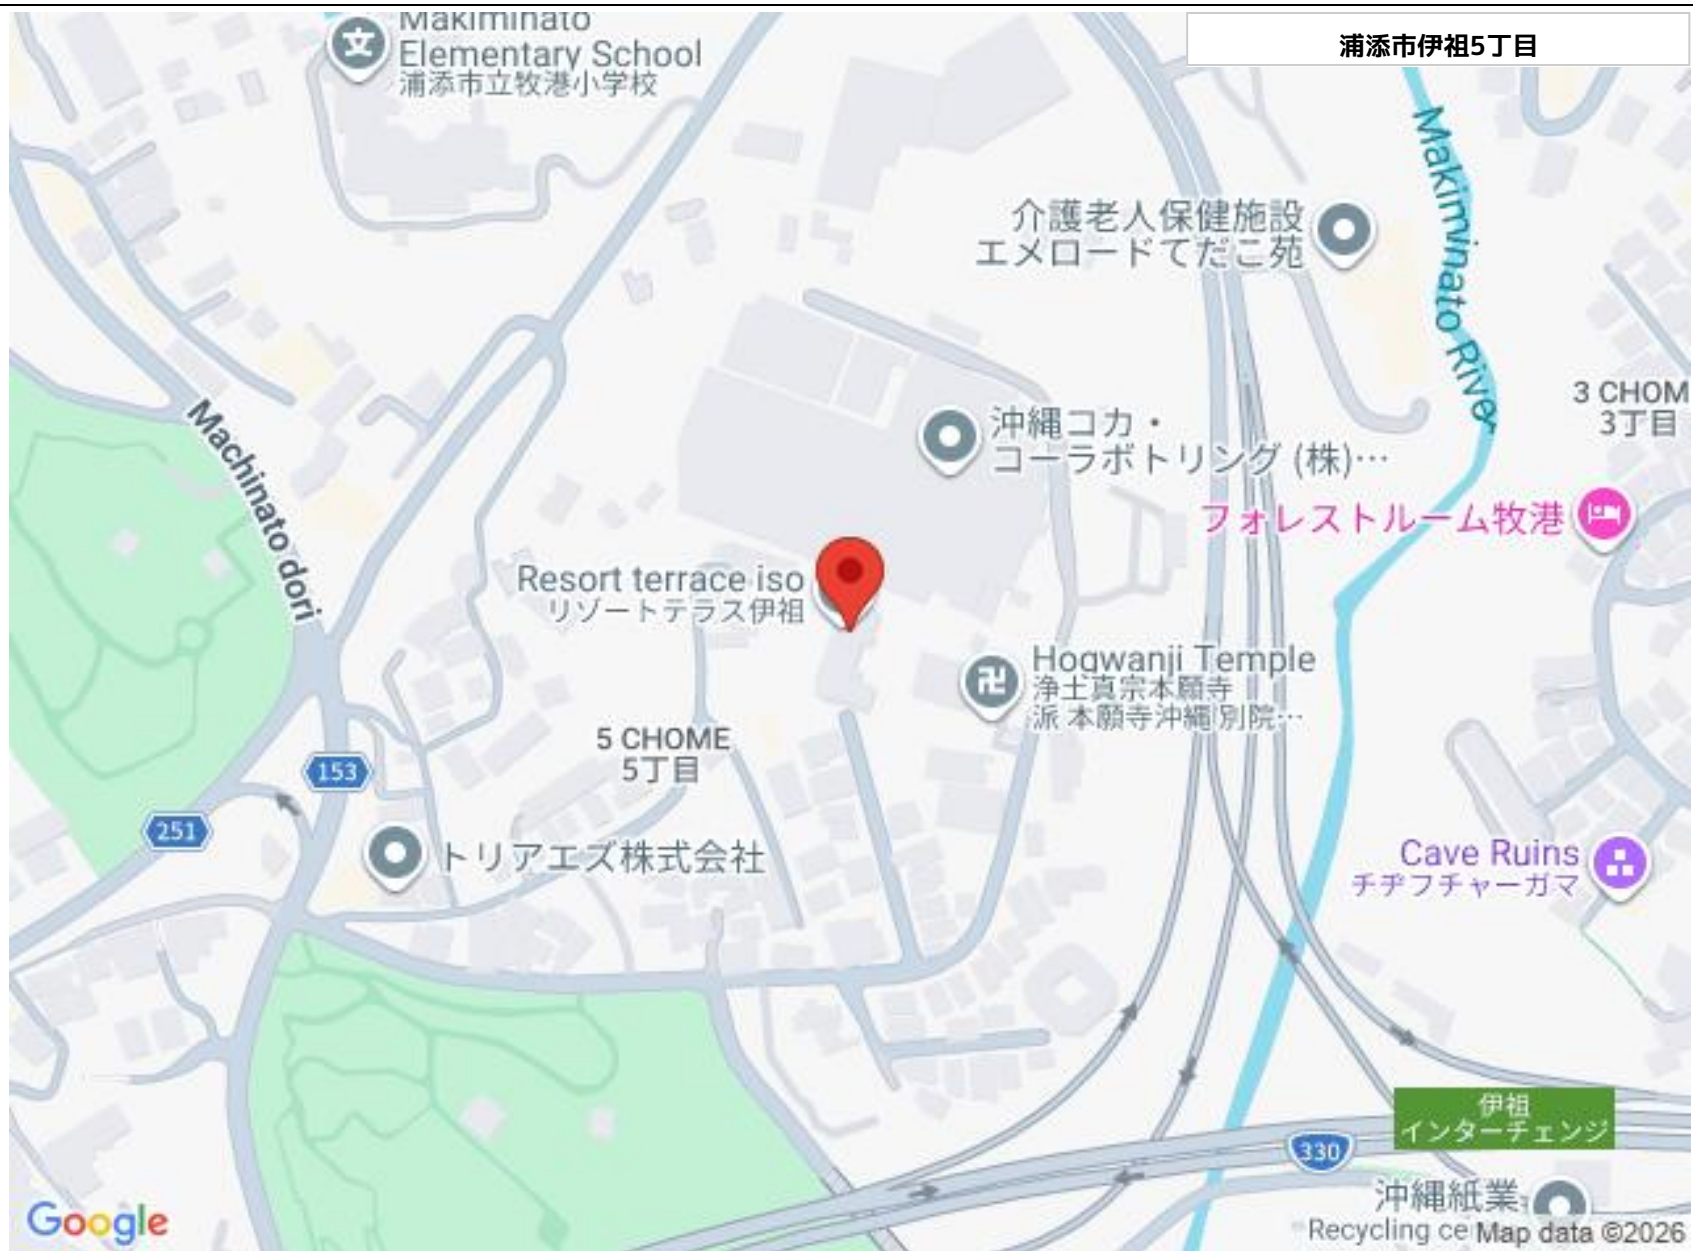 Makiminato
Elementary School
浦添市立牧港小学校
浦添市伊祖5丁目
Makiminato River
介護老人保健施設
エメロードてだこ苑
3 CHOM
3丁目
Machinato dori
沖縄コカ・
コーラボトリング (株)…
フォレストルーム牧港
Resort terrace iso
リゾートテラス伊祖
Hogwanji Temple
浄土真宗本願寺
派 本願寺沖縄別院…
5 CHOME
5丁目
153
251
トリアエズ株式会社
Cave Ruins
チヂフチャーガマ
伊祖
インターチェンジ
330
沖縄紙業
Recycling ce
Google
Map data ©2026